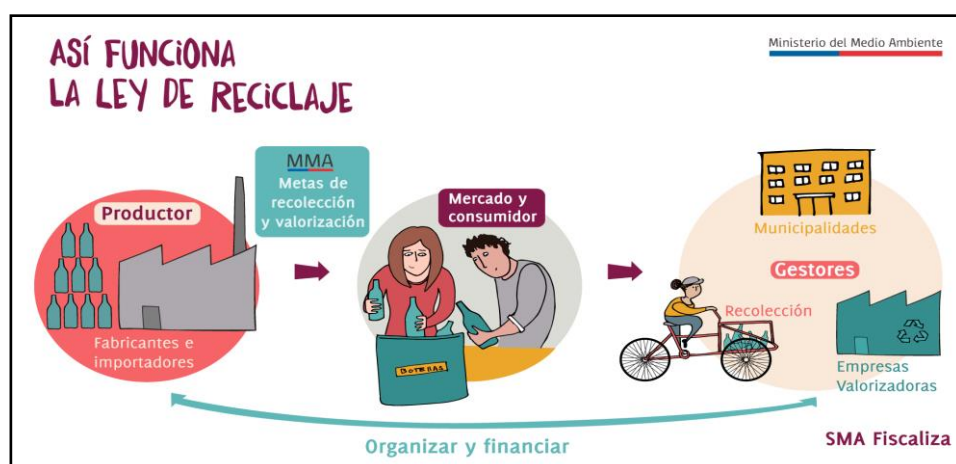 ASÍ FUNCIONA
LA LEY DE RECICLAJE
Ministerio del Medio Ambiente
MMA
Metas de
recolección
y valorización
Productor
Fabricantes e
importadores
Mercado y
consumidor
BOTELLAS
Municipalidades
Gestores
Recolección
Empresas
Valorizadoras
Organizar y financiar
SMA Fiscaliza